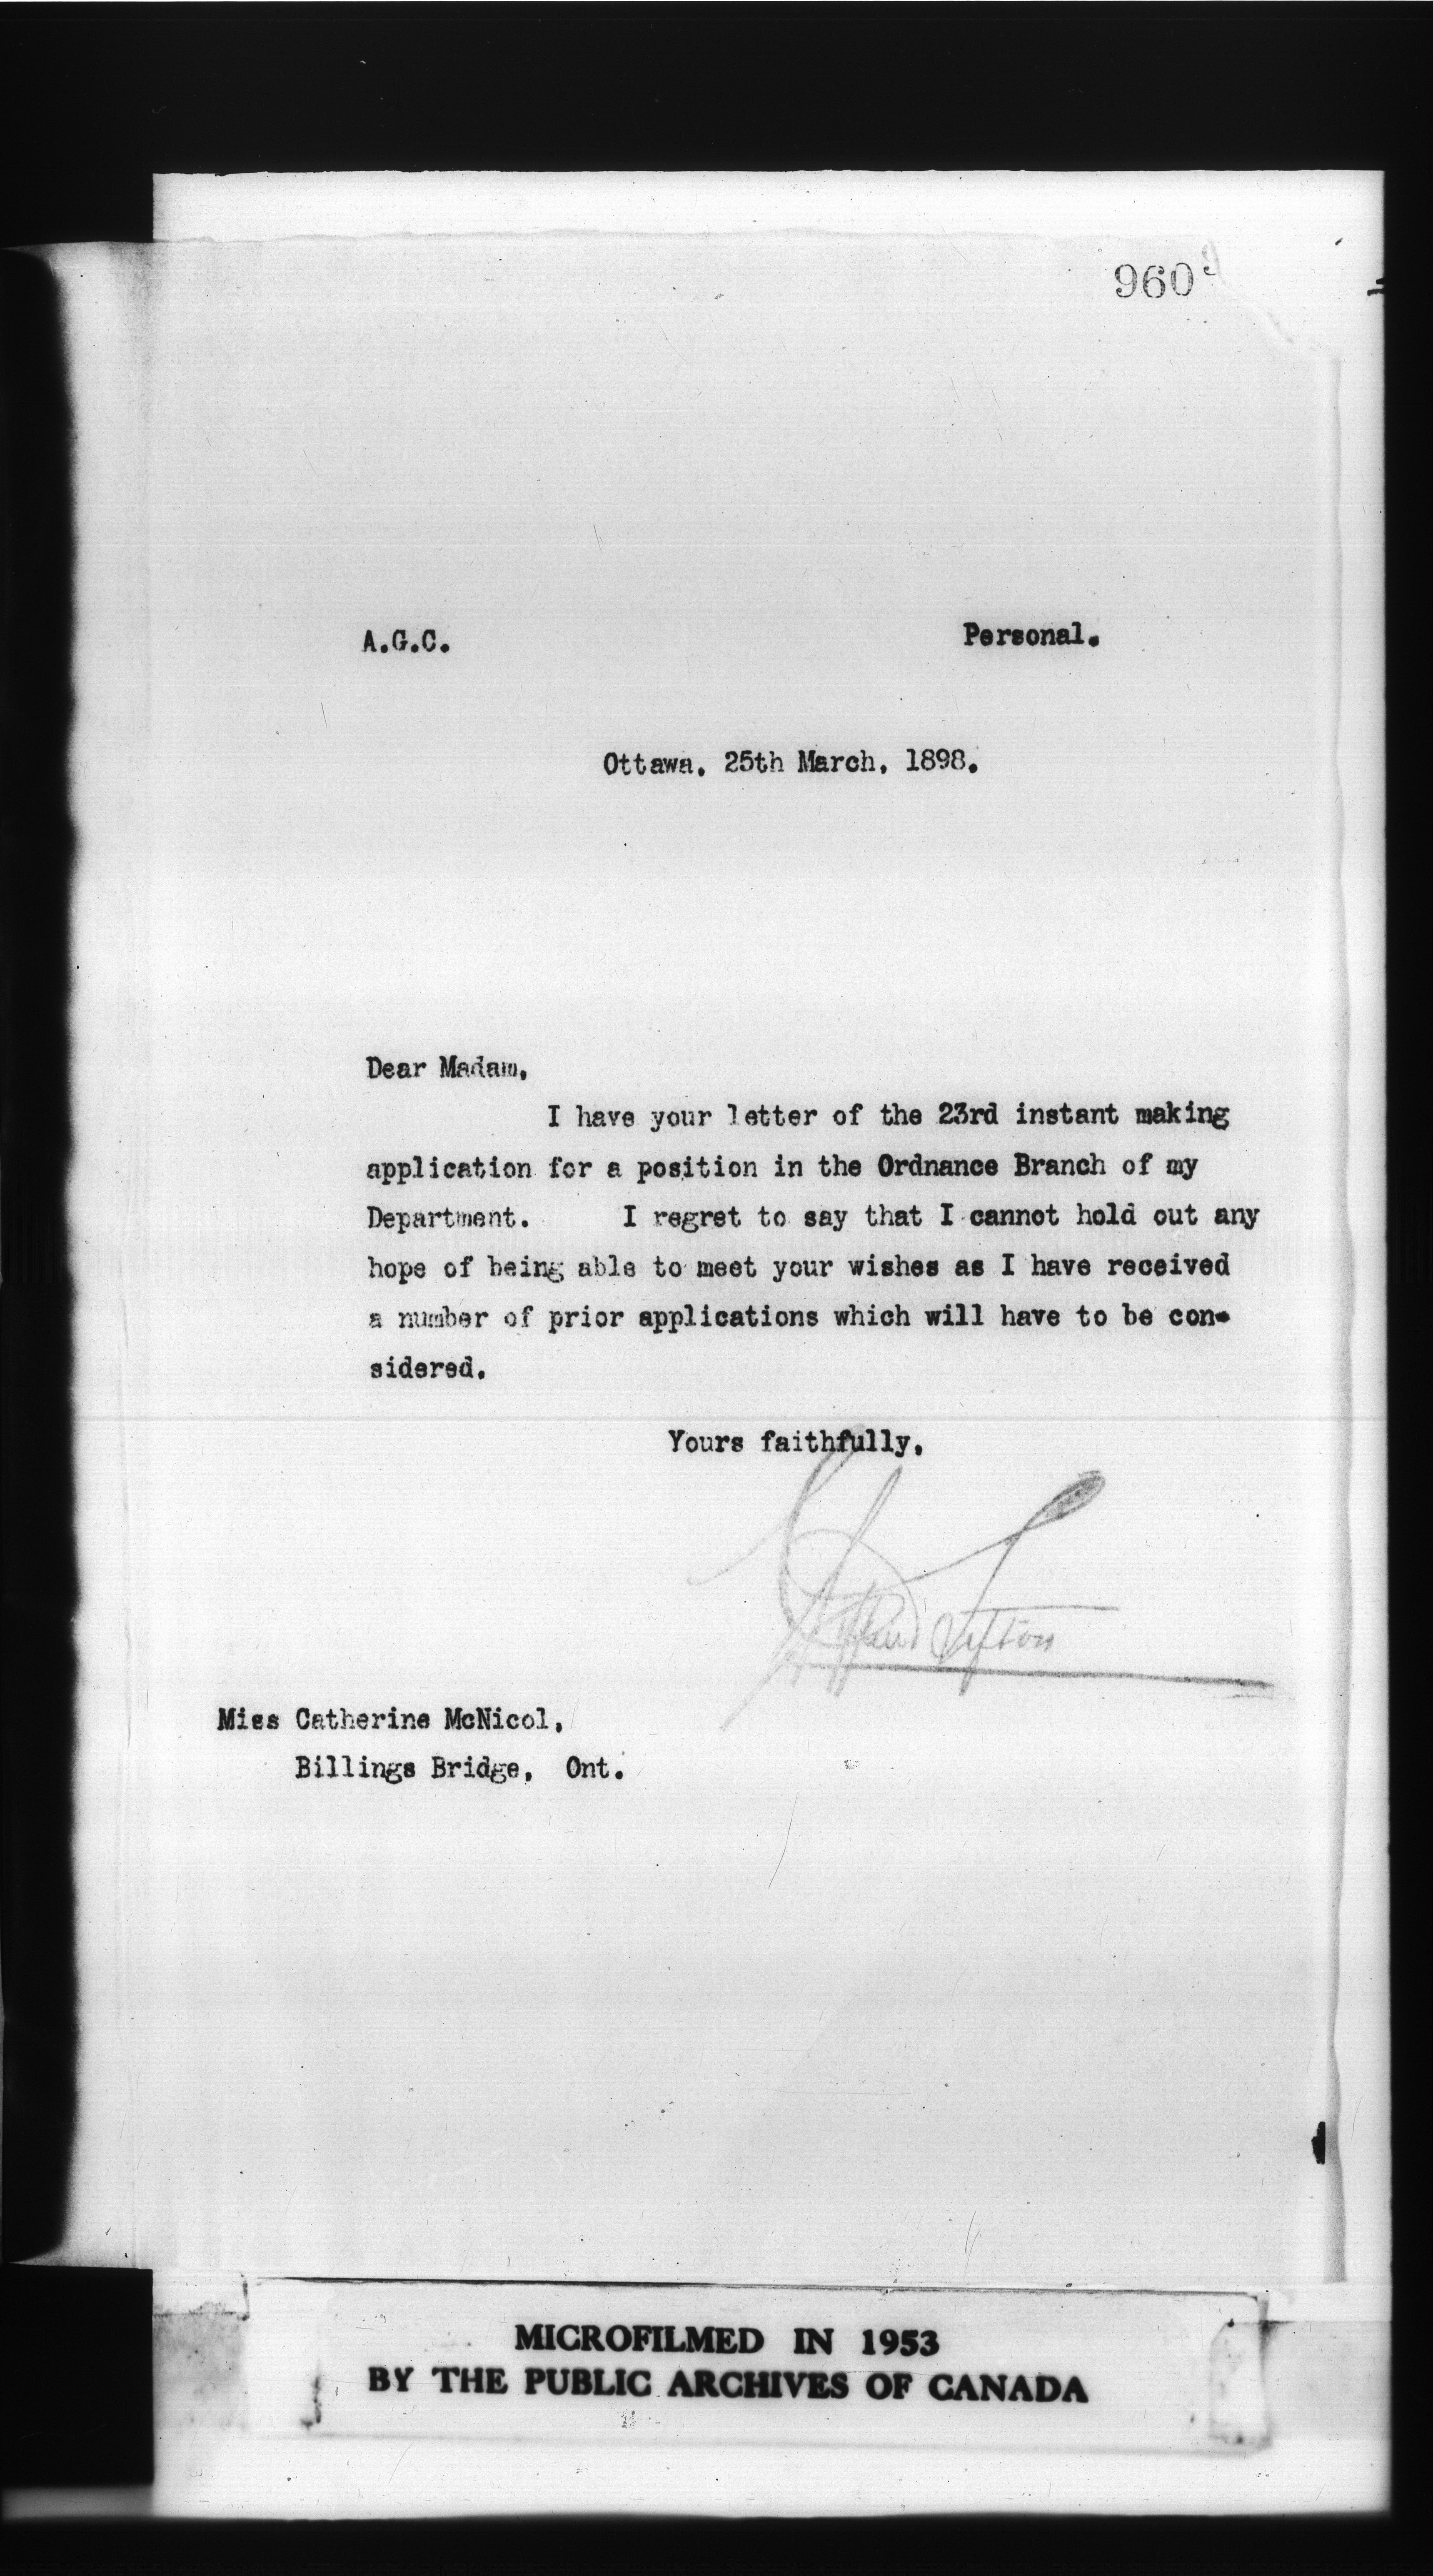 960
A.G.C. Personal.
Ottawa, 25th March, 1898.
Dear Madam,
I have your letter of the 23rd instant making
application for a position in the Ordnance Branch of my
Department. I regret to say that I cannot hold out any
hope of being able to meet your wishes as I have received
a number of prior applications which will have to be con-
sidered.
Yours faithfully,
Sifton
Miss Catherine McNicol,
Billings Bridge, Ont.
MICROFILMED IN 1953
BY THE PUBLIC ARCHIVES OF CANADA